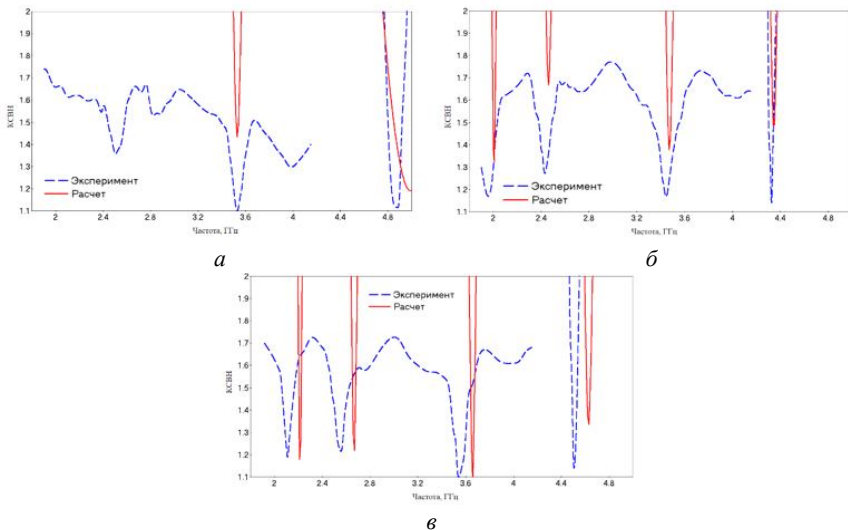 2
1.9
1.8
1.7
1.6
1.5
1.4
1.3
1.2
1.1
КСВН
Эксперимент
Расчет
2 2.4 2.8 3.2 3.6 4 4.4 4.8
Частота, ГГц
а
2
1.9
1.8
1.7
1.6
1.5
1.4
1.3
1.2
1.1
КСВН
Эксперимент
Расчет
2 2.4 2.8 3.2 3.6 4 4.4 4.8
Частота, ГГц
б
2
1.9
1.8
1.7
1.6
1.5
1.4
1.3
1.2
1.1
КСВН
Эксперимент
Расчет
2 2.4 2.8 3.2 3.6 4 4.4 4.8
Частота, ГГц
в